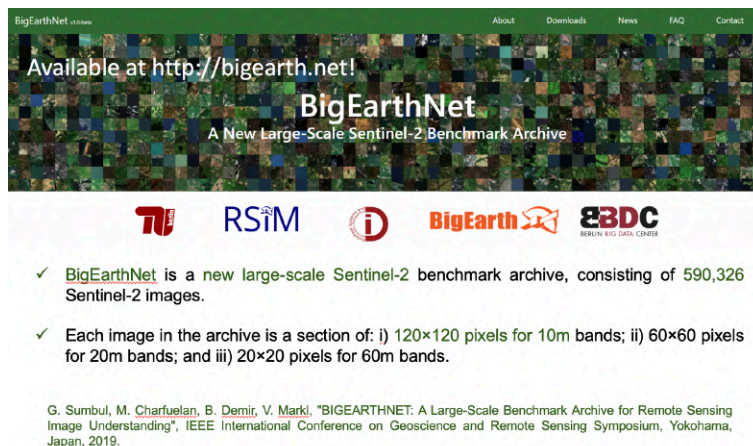 BigEarthNet v1.0-beta
About Downloads News FAQ Contact
Available at http://bigearth.net!
BigEarthNet
A New Large-Scale Sentinel-2 Benchmark Archive
berlin
RSiM
BigEarth
BBDC
BERLIN BIG DATA CENTER
✓ BigEarthNet is a new large-scale Sentinel-2 benchmark archive, consisting of 590,326
Sentinel-2 images.
✓ Each image in the archive is a section of: i) 120×120 pixels for 10m bands; ii) 60×60 pixels
for 20m bands; and iii) 20×20 pixels for 60m bands.
G. Sumbul, M. Charfuelan, B. Demir, V. Markl, "BIGEARTHNET: A Large-Scale Benchmark Archive for Remote Sensing
Image Understanding", IEEE International Conference on Geoscience and Remote Sensing Symposium, Yokohama,
Japan, 2019.